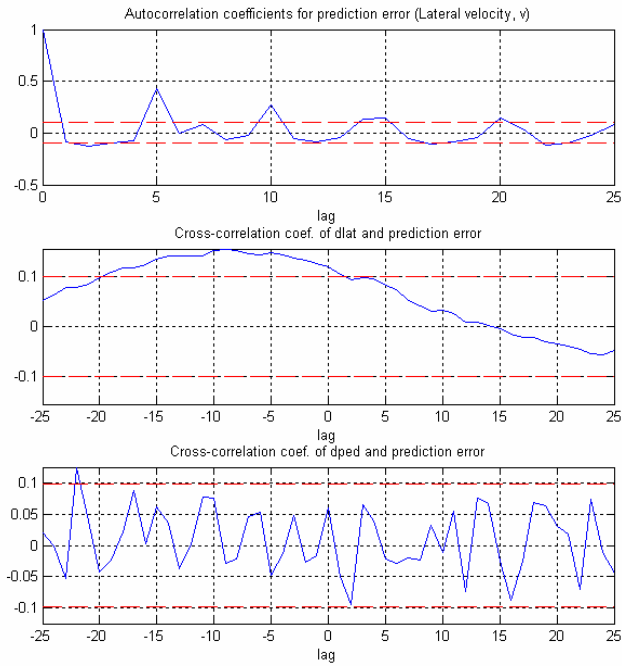 Autocorrelation coefficients for prediction error (Lateral velocity, v)
1
0.5
0
-0.5
0 5 10 15 20 25
lag
Cross-correlation coef. of dlat and prediction error
0.1
0
-0.1
-25 -20 -15 -10 -5 0 5 10 15 20 25
lag
Cross-correlation coef. of dped and prediction error
0.1
0.05
0
-0.05
-0.1
-25 -20 -15 -10 -5 0 5 10 15 20 25
lag